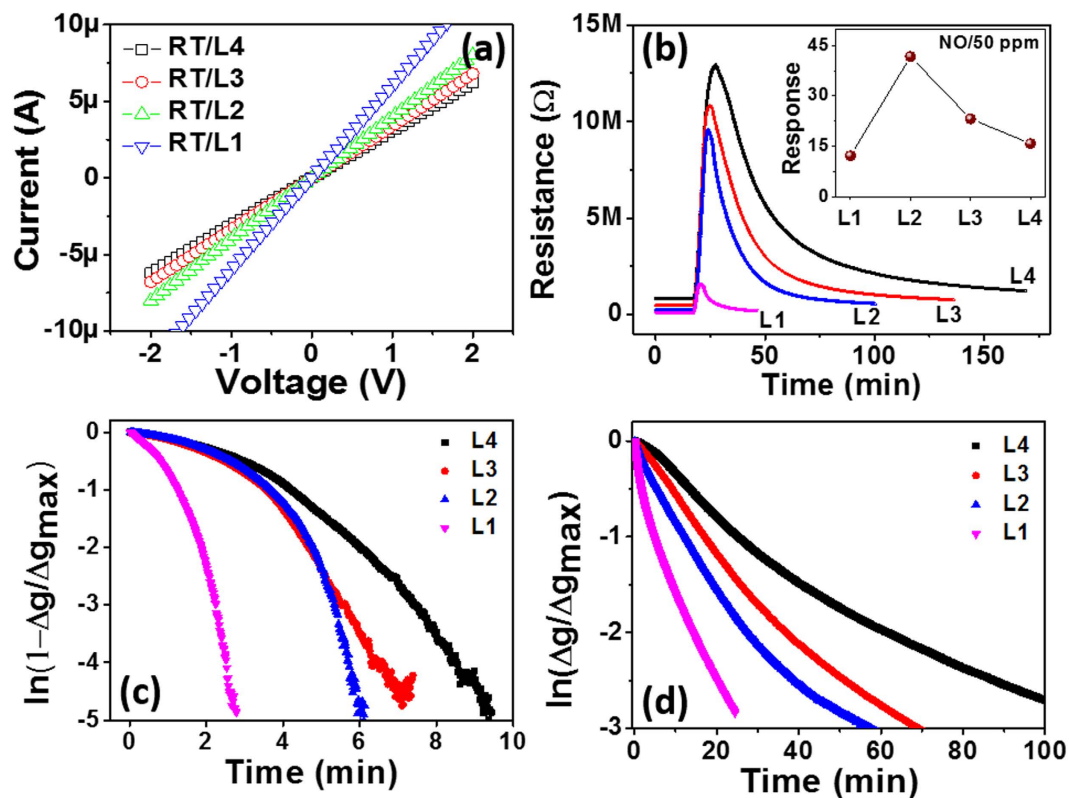 (a)
RT/L4
RT/L3
RT/L2
RT/L1
10µ
5µ
0
-5µ
-10µ
Current (A)
-2 -1 0 1 2
Voltage (V)
(b)
15M
10M
5M
0
Resistance (Ω)
0 50 100 150
Time (min)
L1 L2 L3 L4
NO/50 ppm
45
30
15
0
Response
L1 L2 L3 L4
(c)
L4
L3
L2
L1
0
-1
-2
-3
-4
-5
ln(1−Δg/Δgmax)
0 2 4 6 8 10
Time (min)
(d)
L4
L3
L2
L1
0
-1
-2
-3
ln(Δg/Δgmax)
0 20 40 60 80 100
Time (min)